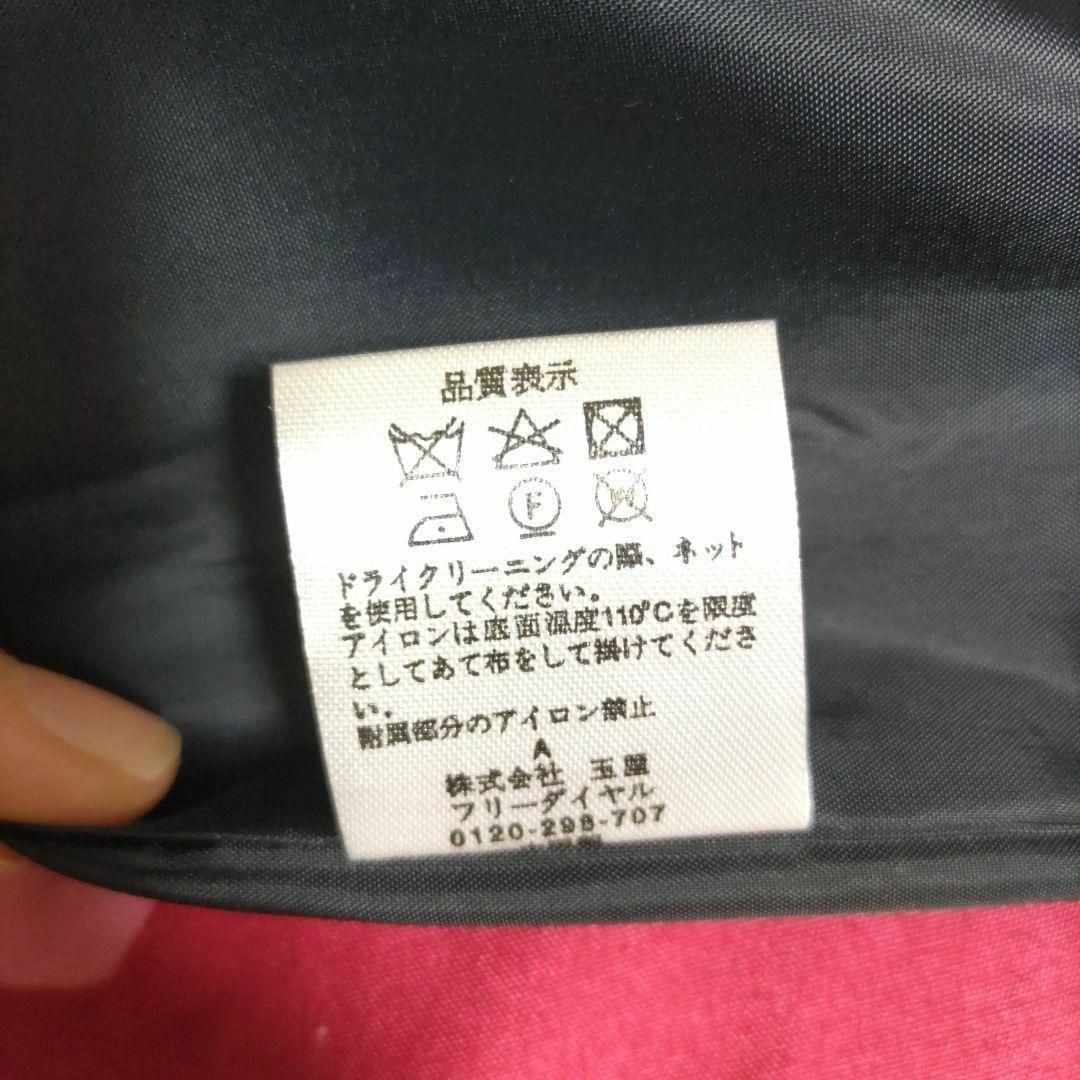 品質表示
F
W
ドライクリーニングの際、ネット
を使用してください。
アイロンは底面温度110℃を限度
としてあて布をして掛けてくださ
い。
附属部分のアイロン禁止
A
株式会社 玉屋
フリーダイヤル
0120-298-707